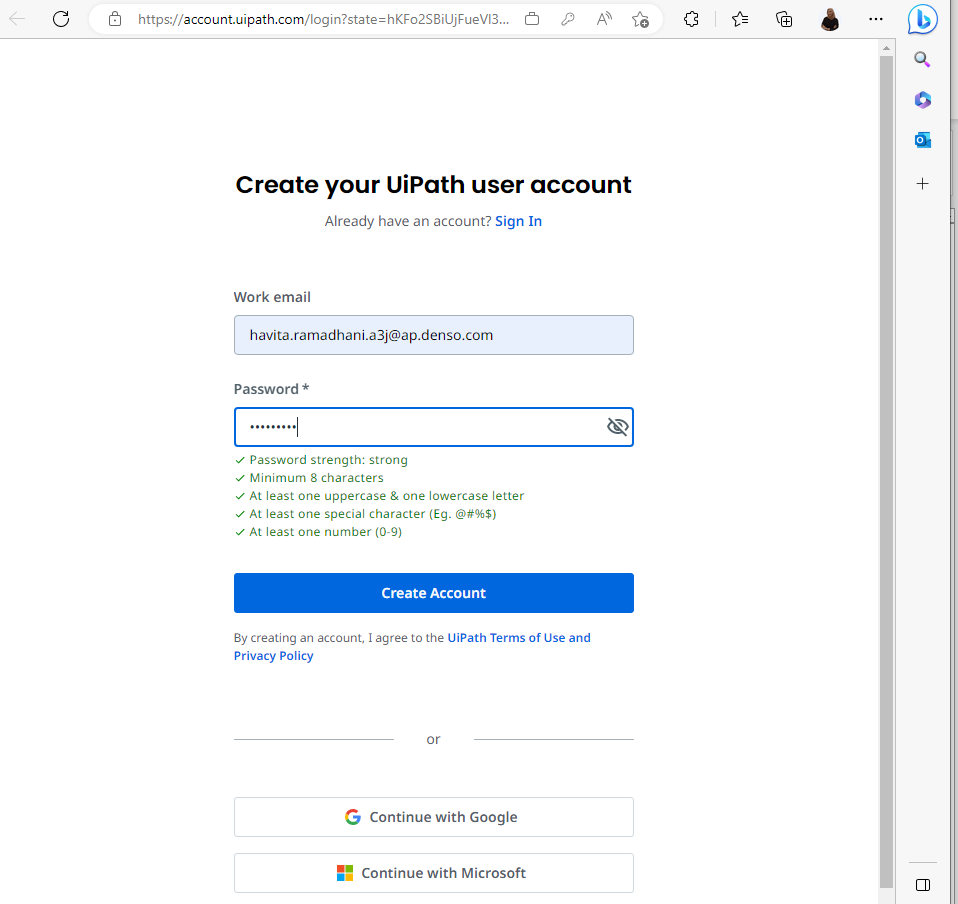 https://account.uipath.com/login?state=hKFo2SBiUjFueVl3...
Create your UiPath user account
Already have an account? Sign In
Work email
havita.ramadhani.a3j@ap.denso.com
Password *
•••••••••
Password strength: strong
Minimum 8 characters
At least one uppercase & one lowercase letter
At least one special character (Eg. @#%$)
At least one number (0-9)
Create Account
By creating an account, I agree to the UiPath Terms of Use and
Privacy Policy
or
Continue with Google
Continue with Microsoft